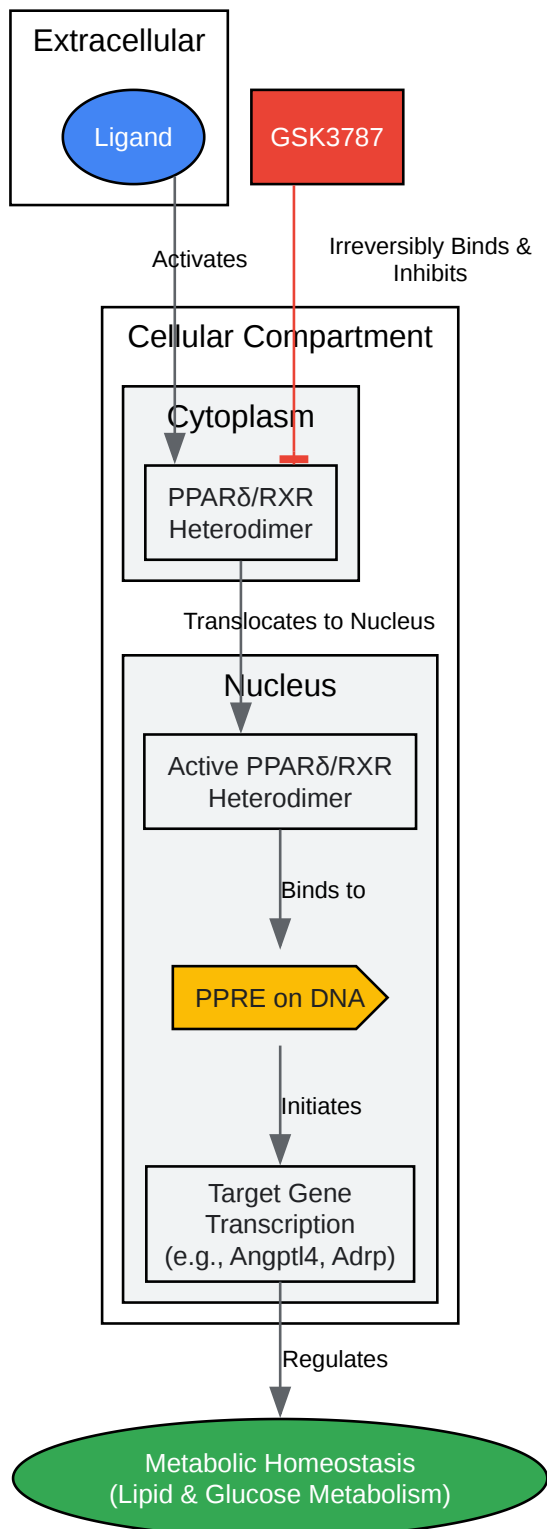 Extracellular
Ligand
GSK3787
Activates
Irreversibly Binds &
Inhibits
Cellular Compartment
Cytoplasm
PPARδ/RXR
Heterodimer
Translocates to Nucleus
Nucleus
Active PPARδ/RXR
Heterodimer
Binds to
PPRE on DNA
Initiates
Target Gene
Transcription
(e.g., Angptl4, Adrp)
Regulates
Metabolic Homeostasis
(Lipid & Glucose Metabolism)